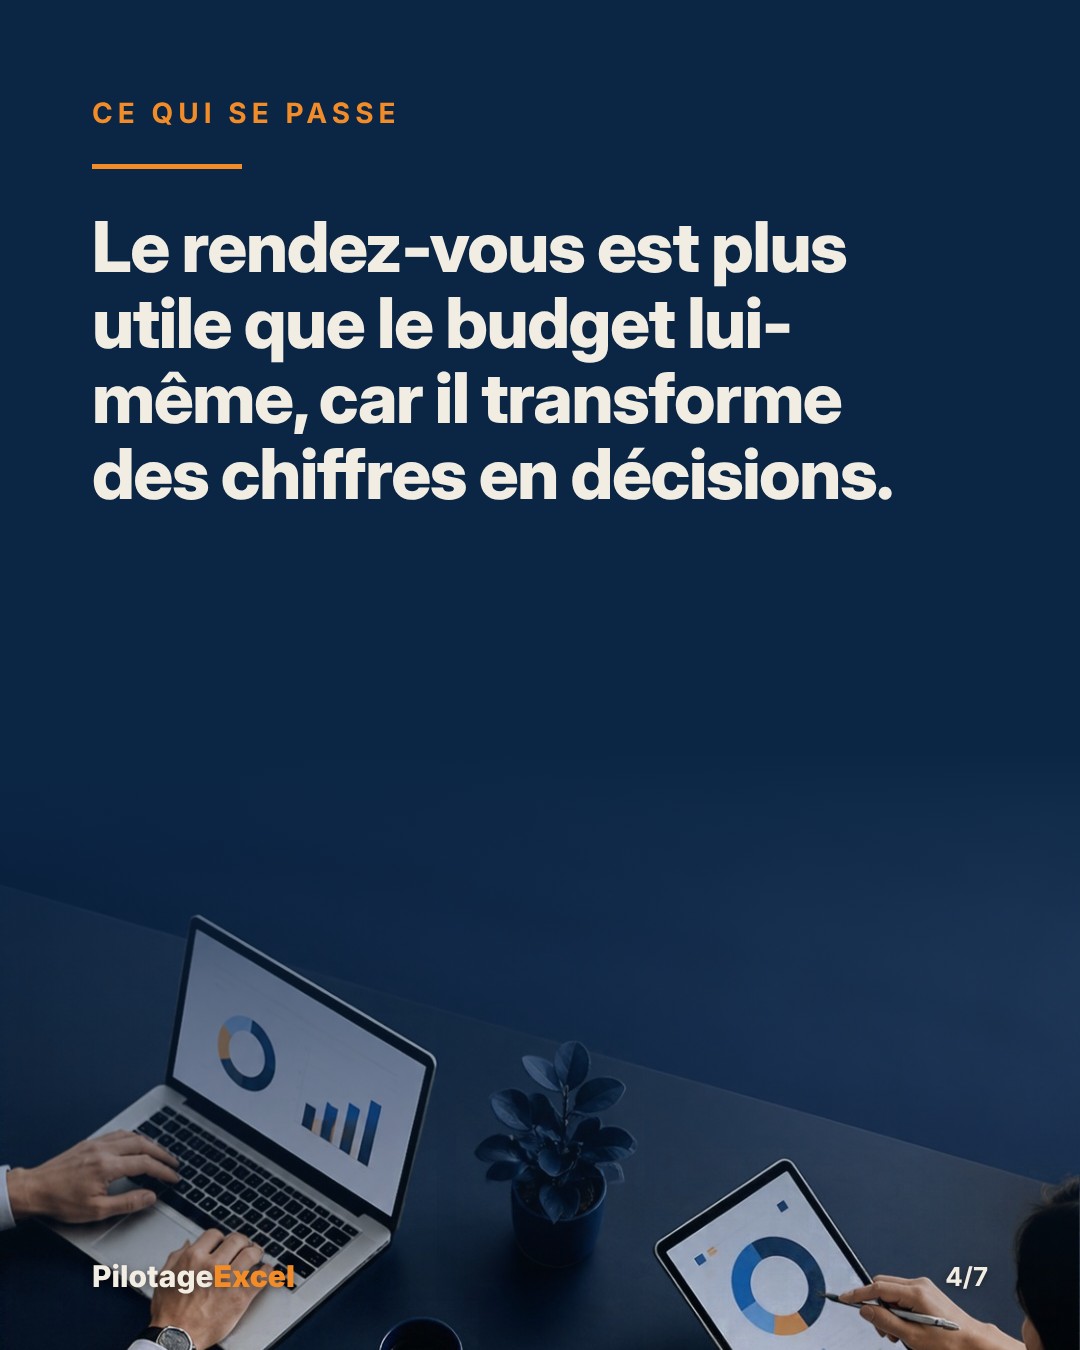 CE QUI SE PASSE
Le rendez-vous est plus
utile que le budget lui-
même, car il transforme
des chiffres en décisions.
PilotageExcel
4/7